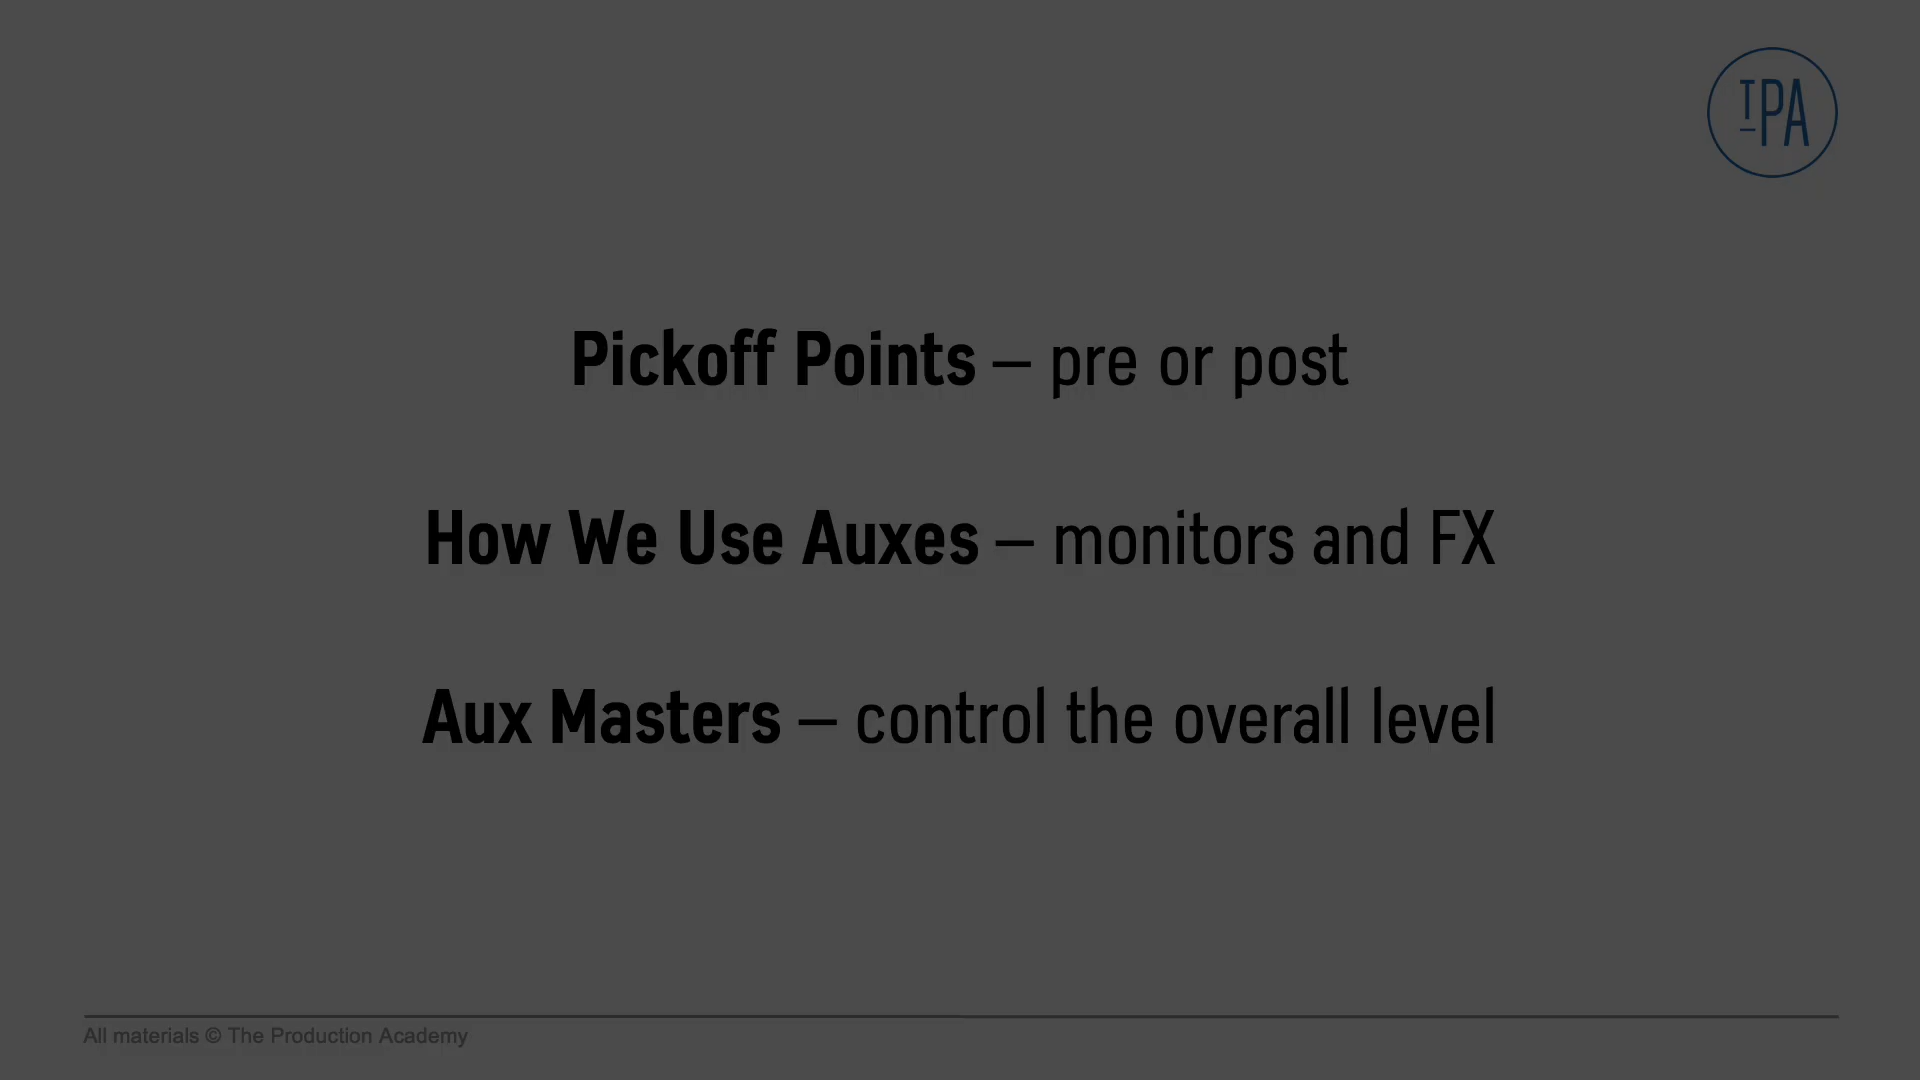 TPA
Pickoff Points – pre or post
How We Use Auxes – monitors and FX
Aux Masters – control the overall level
All materials © The Production Academy